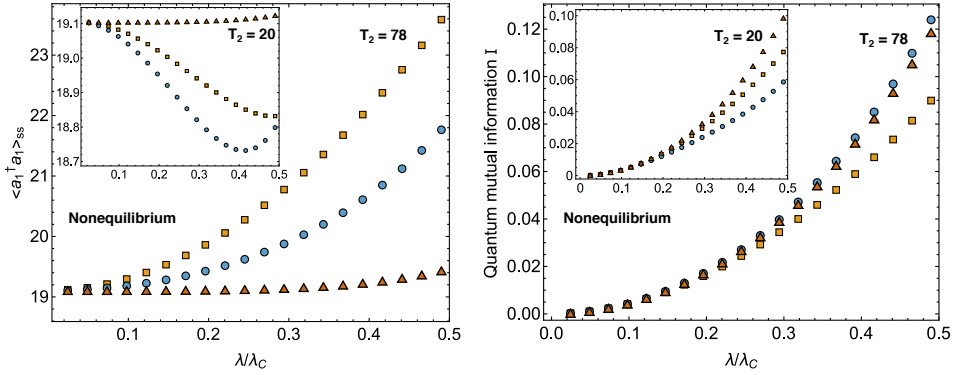 19.1
19.0
18.9
18.8
18.7
0.1 0.2 0.3 0.4 0.5
T₂ = 20
T₂ = 78
23
22
21
20
19
<a₁† a₁>ss
Nonequilibrium
0.1 0.2 0.3 0.4 0.5
λ/λC
0.10
0.08
0.06
0.04
0.02
0.00
0 0.1 0.2 0.3 0.4 0.5
T₂ = 20
T₂ = 78
0.12
0.10
0.08
0.06
0.04
0.02
0.00
Quantum mutual information I
Nonequilibrium
0.0 0.1 0.2 0.3 0.4 0.5
λ/λC